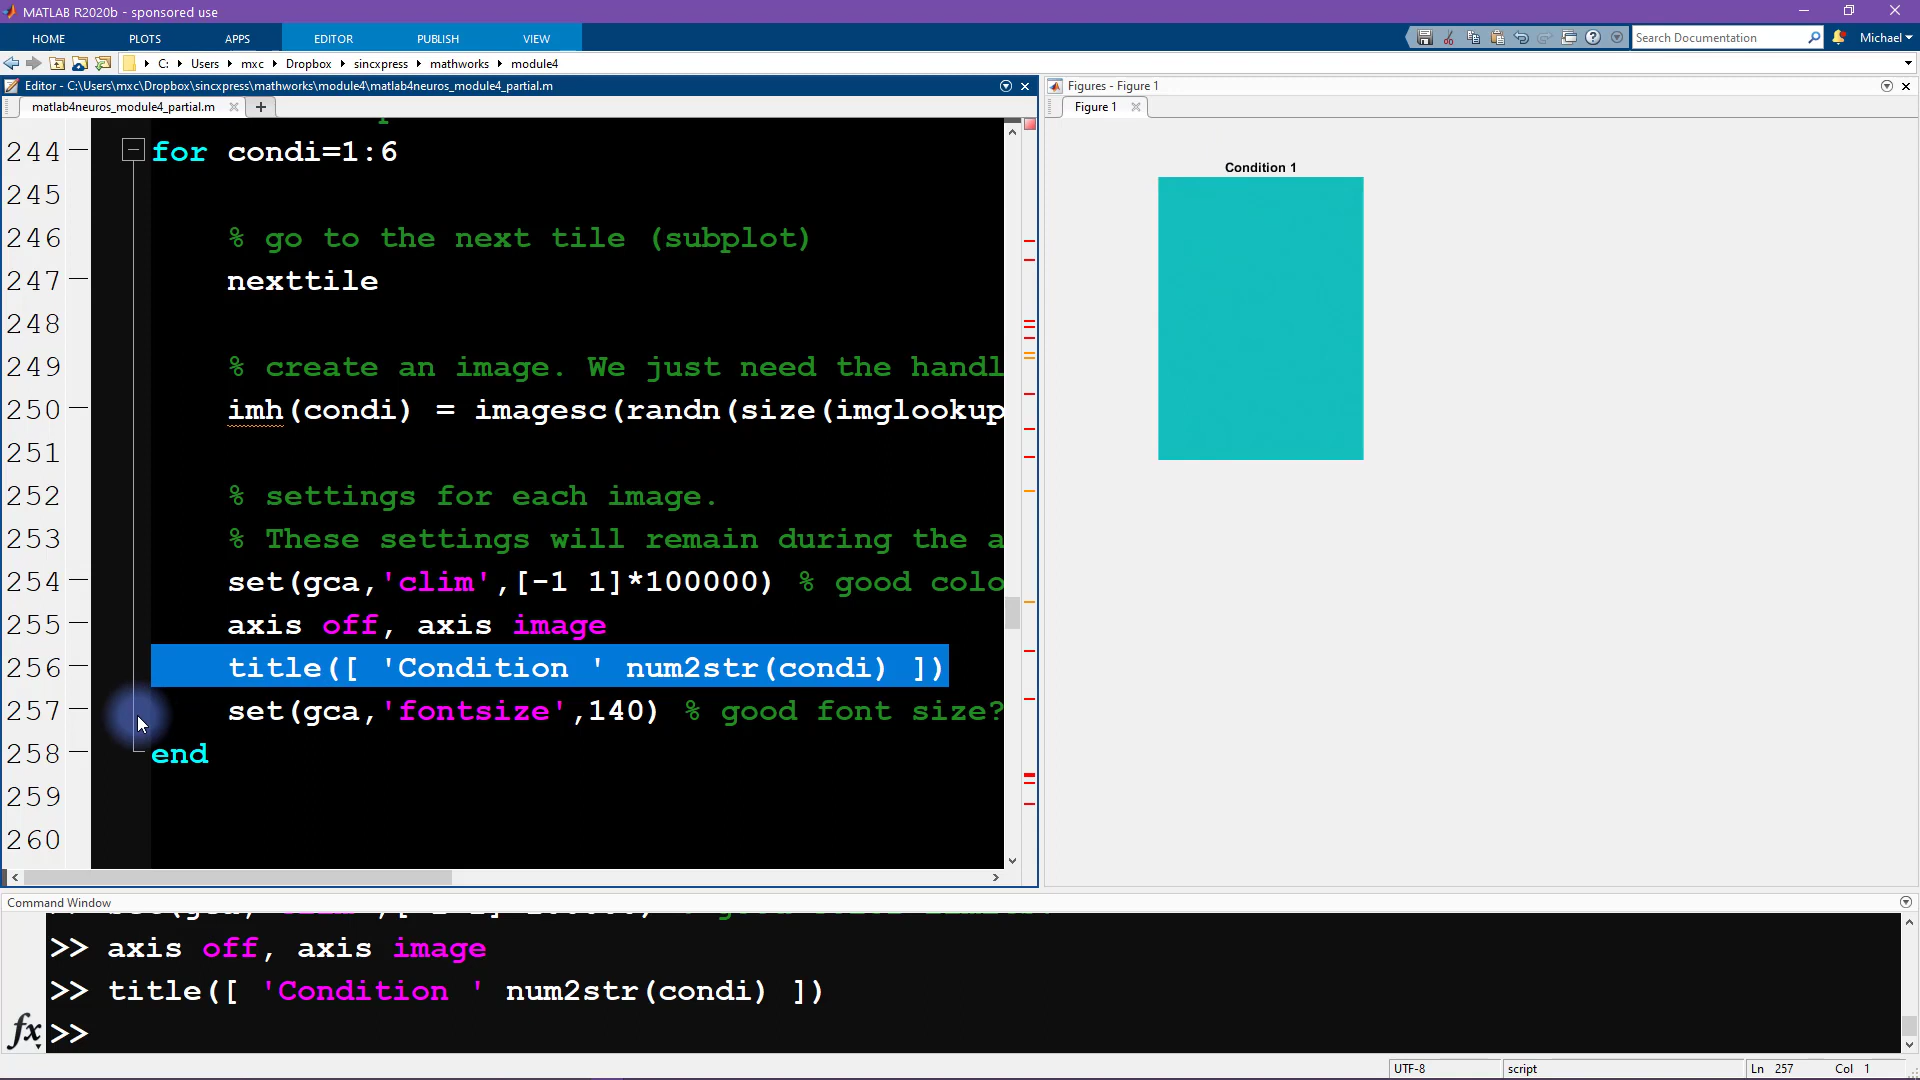 MATLAB R2020b - sponsored use
HOME PLOTS APPS EDITOR PUBLISH VIEW
Search Documentation
Michael
C: Users mxc Dropbox sincxpress mathworks module4
Editor - C:\Users\mxc\Dropbox\sincxpress\mathworks\module4\matlab4neuros_module4_partial.m
matlab4neuros_module4_partial.m
244 for condi=1:6
245
246 % go to the next tile (subplot)
247 nexttile
248
249 % create an image. We just need the handl
250 imh(condi) = imagesc(randn(size(imglookup
251
252 % settings for each image.
253 % These settings will remain during the a
254 set(gca,'clim',[-1 1]*100000) % good colo
255 axis off, axis image
256 title([ 'Condition ' num2str(condi) ])
257 set(gca,'fontsize',140) % good font size?
258 end
259
260
Figures - Figure 1
Figure 1
Condition 1
Command Window
>> axis off, axis image
>> title([ 'Condition ' num2str(condi) ])
fx >>
UTF-8 script Ln 257 Col 1